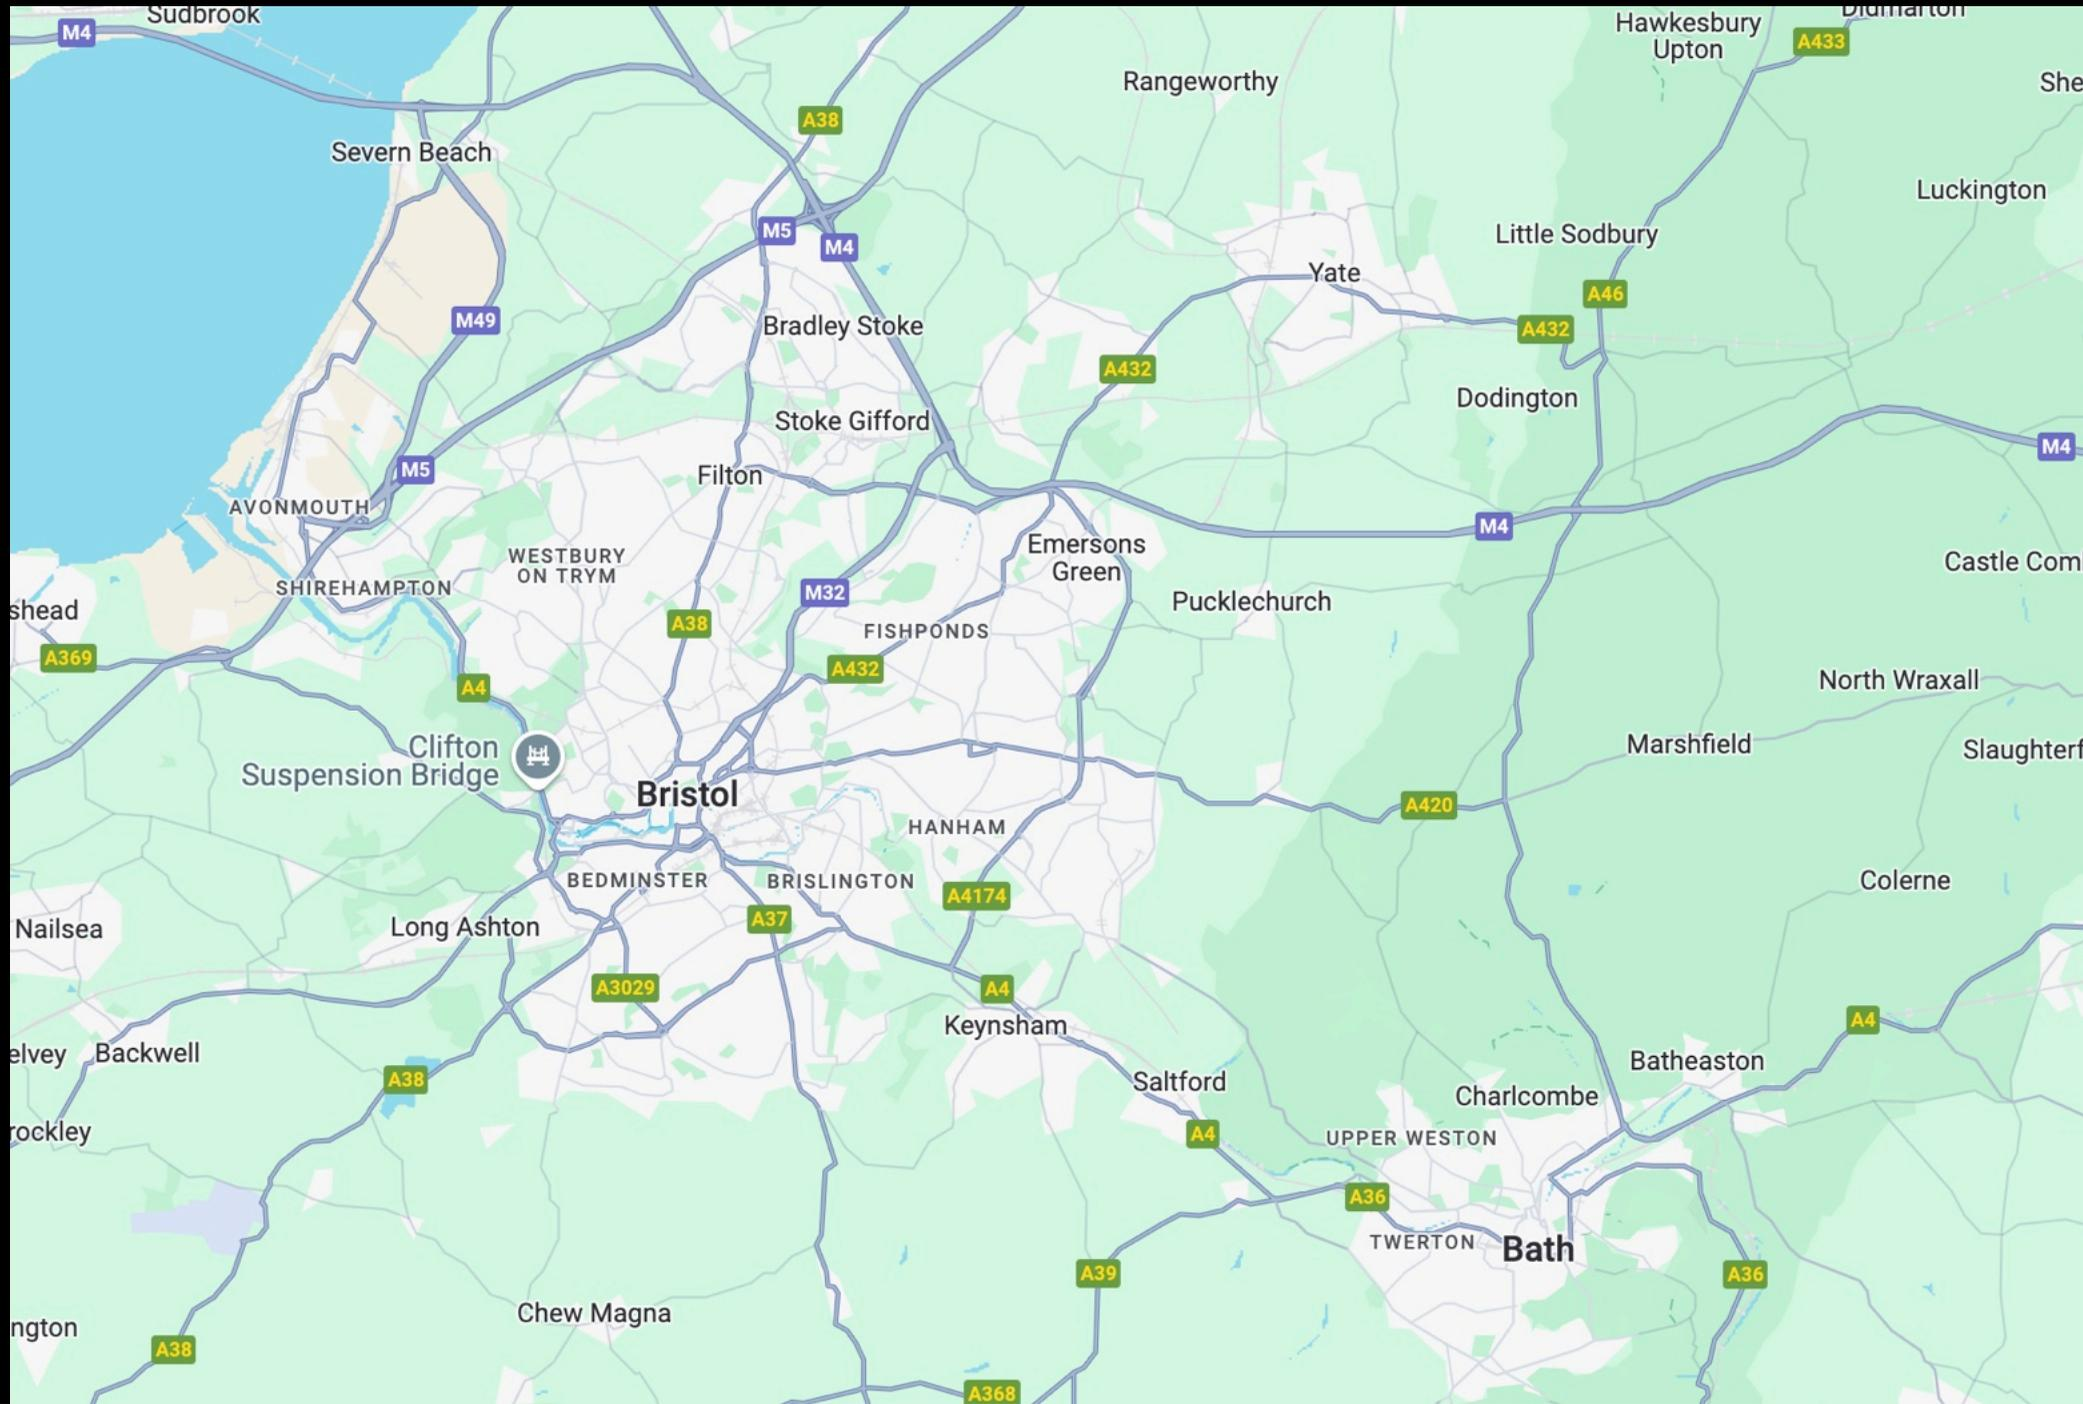 Sudbrook
Didmarton
M4
Hawkesbury
Upton
A433
Rangeworthy
She
A38
Severn Beach
Luckington
M5
M4
Little Sodbury
Yate
A46
M49
Bradley Stoke
A432
A432
Dodington
Stoke Gifford
M4
M5
Filton
AVONMOUTH
M4
Emersons
Green
WESTBURY
ON TRYM
Castle Com
SHIREHAMPTON
M32
Pucklechurch
shead
A38
FISHPONDS
A369
A432
North Wraxall
A4
Clifton
Suspension Bridge
Marshfield
Slaughterf
Bristol
A420
HANHAM
BEDMINSTER
BRISLINGTON
Colerne
A4174
Nailsea
Long Ashton
A37
A3029
A4
Keynsham
A4
elvey
Backwell
Batheaston
A38
Saltford
Charlcombe
rockley
A4
UPPER WESTON
A36
TWERTON
Bath
A39
A36
Chew Magna
ngton
A38
A368